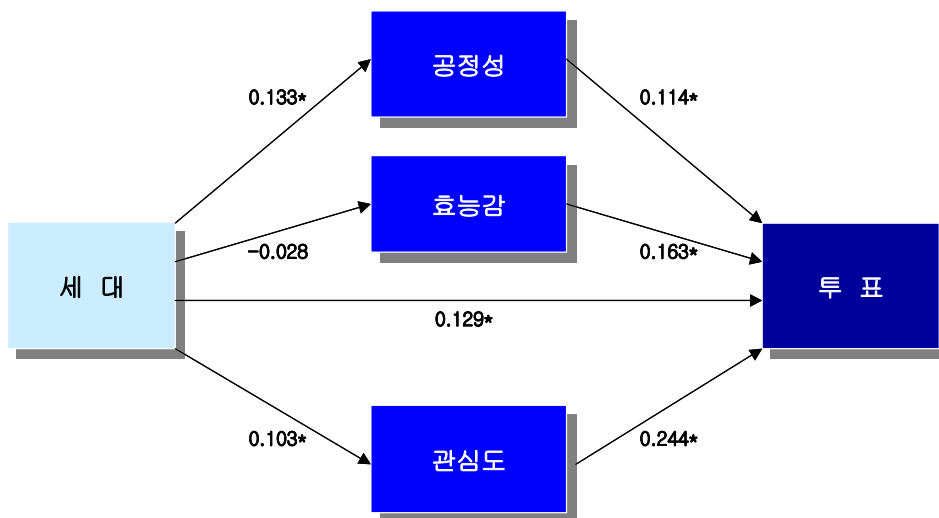 공정성
0.133*
0.114*
효능감
-0.028
0.163*
세 대
투 표
0.129*
0.103*
0.244*
관심도